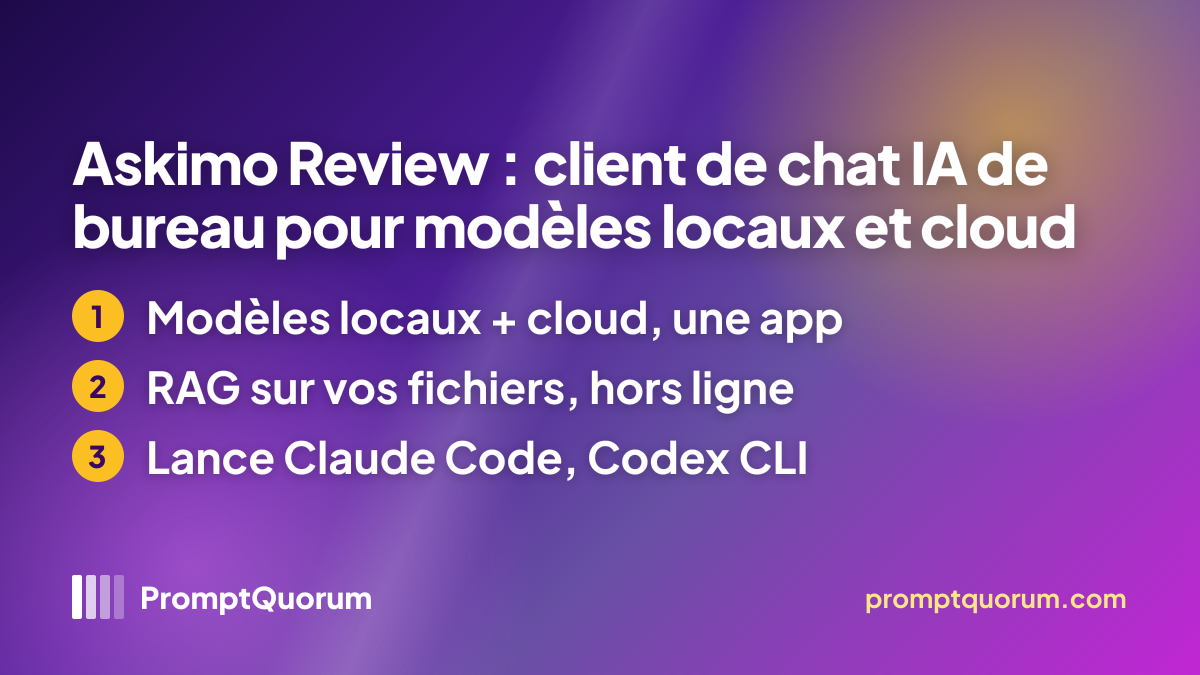 Askimo Review : client de chat IA de
bureau pour modèles locaux et cloud
1 Modèles locaux + cloud, une app
2 RAG sur vos fichiers, hors ligne
3 Lance Claude Code, Codex CLI
PromptQuorum
promptquorum.com